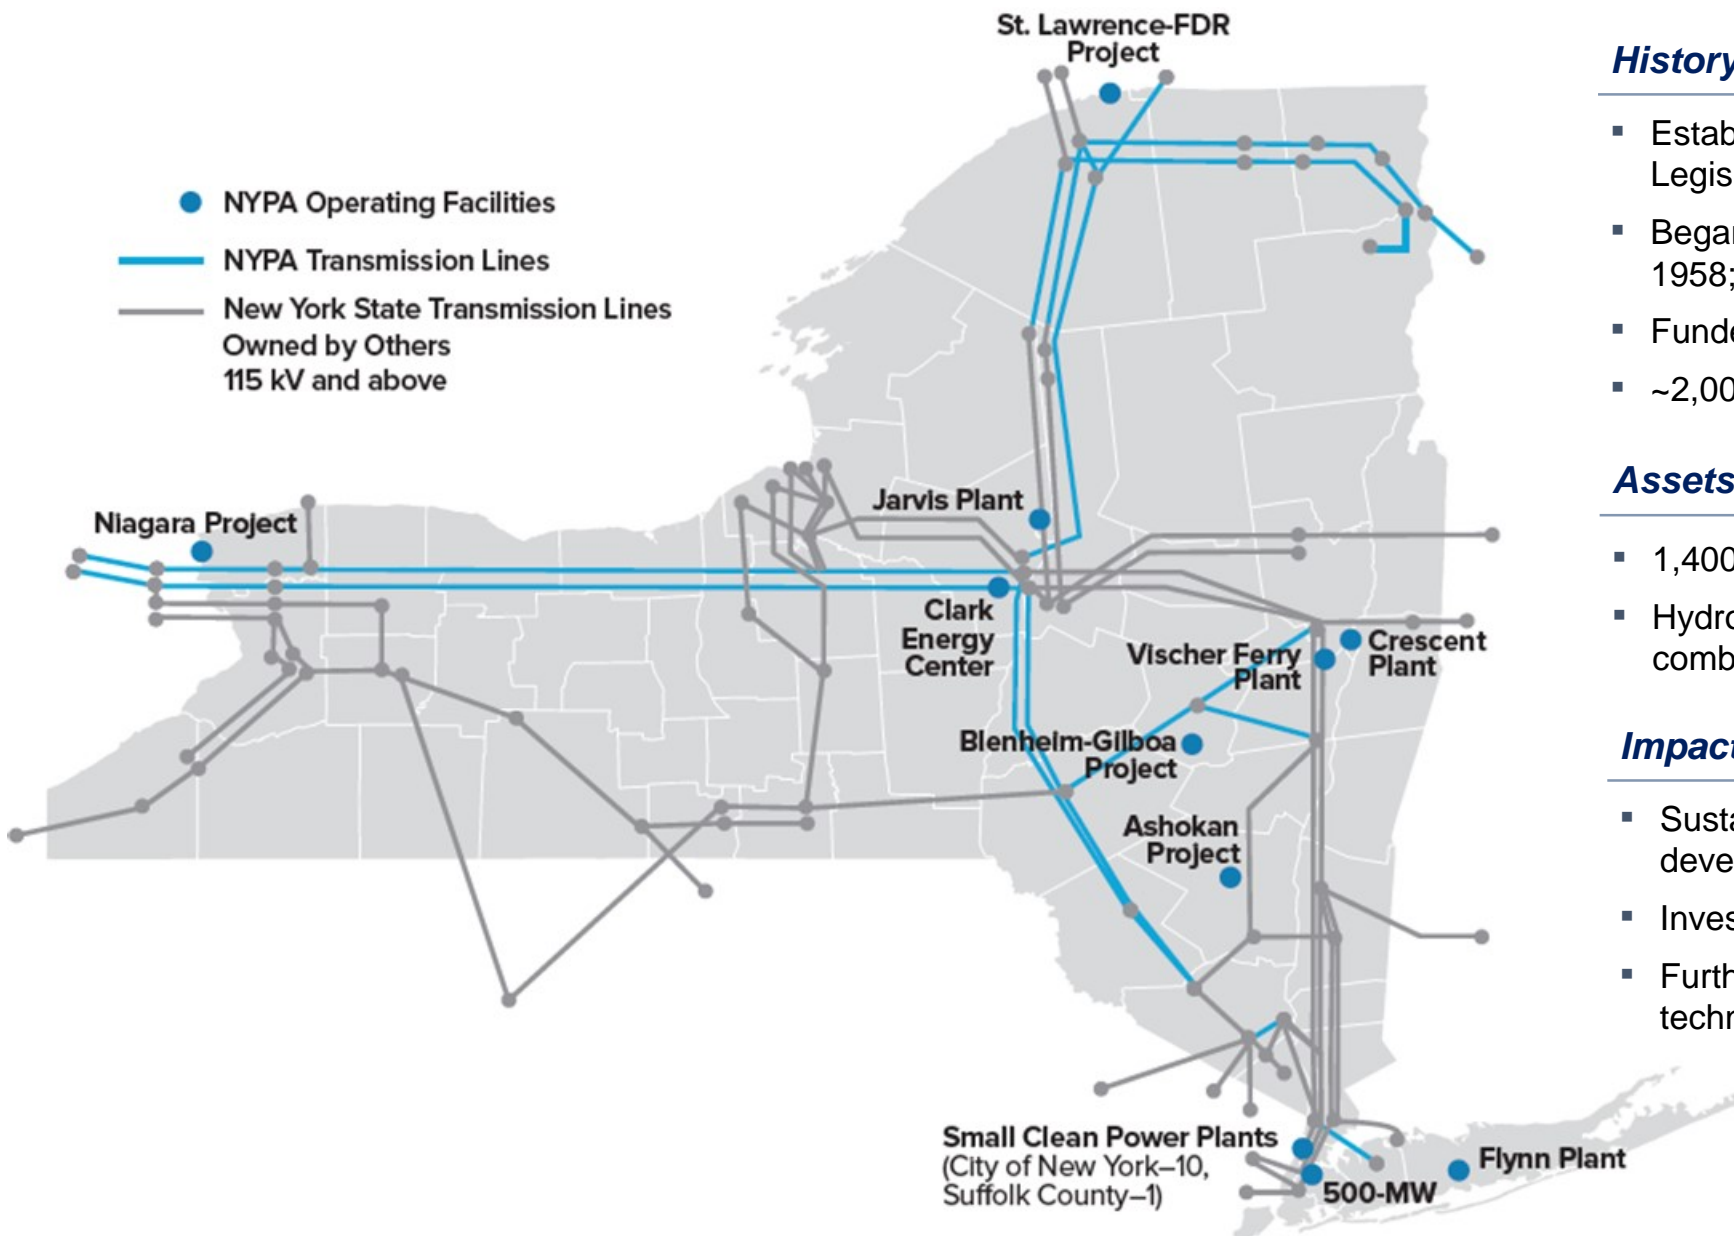 St. Lawrence-FDR
Project
NYPA Operating Facilities
NYPA Transmission Lines
New York State Transmission Lines
Owned by Others
115 kV and above
Niagara Project
Jarvis Plant
Clark
Energy
Center
Vischer Ferry
Plant
Crescent
Plant
Blenheim-Gilboa
Project
Ashokan
Project
Small Clean Power Plants
(City of New York–10,
Suffolk County–1)
500-MW
Flynn Plant
History
▪ Estab
Legis
▪ Began
1958;
▪ Funde
▪ ~2,00
Assets
▪ 1,400
▪ Hydro
comb
Impact
▪ Susta
deve
▪ Inves
▪ Furth
techn